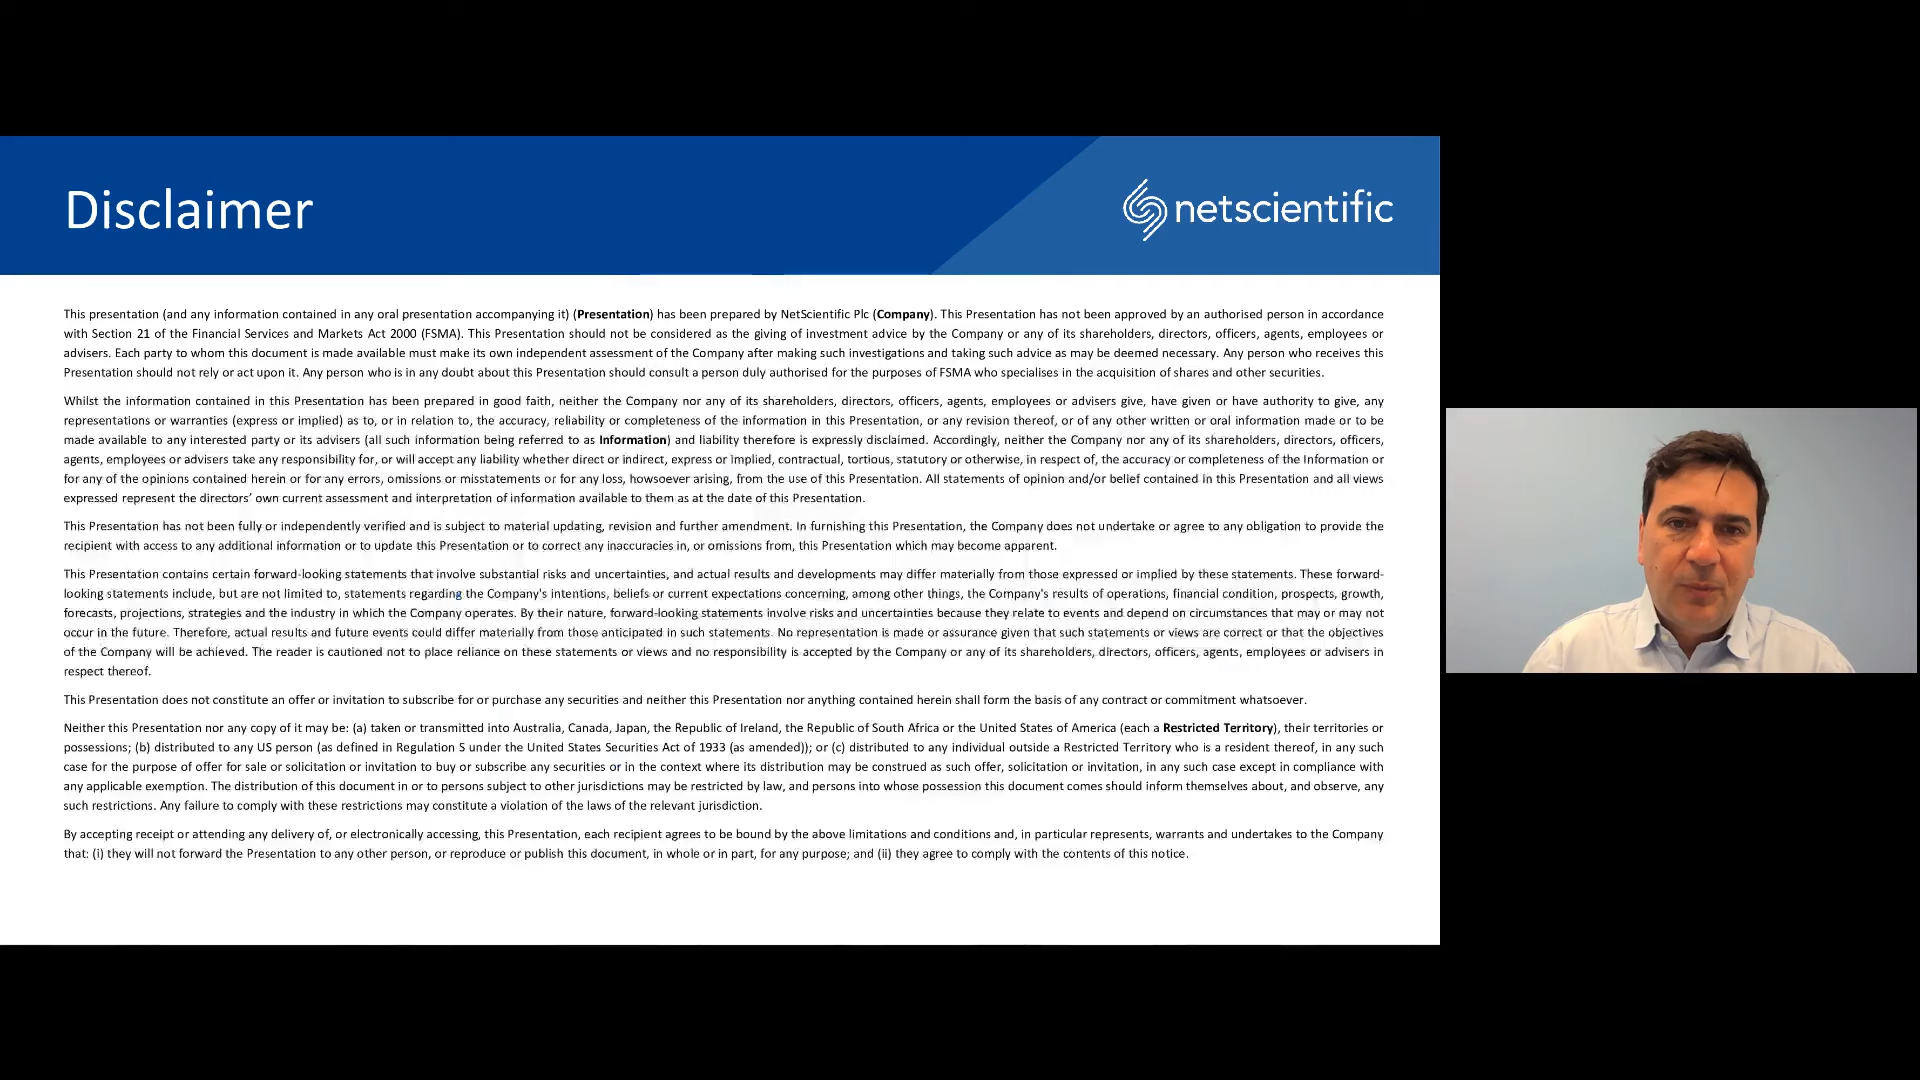 Disclaimer
netscientific
This presentation (and any information contained in any oral presentation accompanying it) (Presentation) has been prepared by NetScientific Plc (Company). This Presentation has not been approved by an authorised person in accordance
with Section 21 of the Financial Services and Markets Act 2000 (FSMA). This Presentation should not be considered as the giving of investment advice by the Company or any of its shareholders, directors, officers, agents, employees or
advisers. Each party to whom this document is made available must make its own independent assessment of the Company after making such investigations and taking such advice as may be deemed necessary. Any person who receives this
Presentation should not rely or act upon it. Any person who is in any doubt about this Presentation should consult a person duly authorised for the purposes of FSMA who specialises in the acquisition of shares and other securities.
Whilst the information contained in this Presentation has been prepared in good faith, neither the Company nor any of its shareholders, directors, officers, agents, employees or advisers give, have given or have authority to give, any
representations or warranties (express or implied) as to, or in relation to, the accuracy, reliability or completeness of the information in this Presentation, or any revision thereof, or of any other written or oral information made or to be
made available to any interested party or its advisers (all such information being referred to as Information) and liability therefore is expressly disclaimed. Accordingly, neither the Company nor any of its shareholders, directors, officers,
agents, employees or advisers take any responsibility for, or will accept any liability whether direct or indirect, express or implied, contractual, tortious, statutory or otherwise, in respect of, the accuracy or completeness of the Information or
for any of the opinions contained herein or for any errors, omissions or misstatements or for any loss, howsoever arising, from the use of this Presentation. All statements of opinion and/or belief contained in this Presentation and all views
expressed represent the directors' own current assessment and interpretation of information available to them as at the date of this Presentation.
This Presentation has not been fully or independently verified and is subject to material updating, revision and further amendment. In furnishing this Presentation, the Company does not undertake or agree to any obligation to provide the
recipient with access to any additional information or to update this Presentation or to correct any inaccuracies in, or omissions from, this Presentation which may become apparent.
This Presentation contains certain forward-looking statements that involve substantial risks and uncertainties, and actual results and developments may differ materially from those expressed or implied by these statements. These forward-
looking statements include, but are not limited to, statements regarding the Company's intentions, beliefs or current expectations concerning, among other things, the Company's results of operations, financial condition, prospects, growth,
forecasts, projections, strategies and the industry in which the Company operates. By their nature, forward-looking statements involve risks and uncertainties because they relate to events and depend on circumstances that may or may not
occur in the future. Therefore, actual results and future events could differ materially from those anticipated in such statements. No representation is made or assurance given that such statements or views are correct or that the objectives
of the Company will be achieved. The reader is cautioned not to place reliance on these statements or views and no responsibility is accepted by the Company or any of its shareholders, directors, officers, agents, employees or advisers in
respect thereof.
This Presentation does not constitute an offer or invitation to subscribe for or purchase any securities and neither this Presentation nor anything contained herein shall form the basis of any contract or commitment whatsoever.
Neither this Presentation nor any copy of it may be: (a) taken or transmitted into Australia, Canada, Japan, the Republic of Ireland, the Republic of South Africa or the United States of America (each a Restricted Territory), their territories or
possessions; (b) distributed to any US person (as defined in Regulation S under the United States Securities Act of 1933 (as amended)); or (c) distributed to any individual outside a Restricted Territory who is a resident thereof, in any such
case for the purpose of offer for sale or solicitation or invitation to buy or subscribe any securities or in the context where its distribution may be construed as such offer, solicitation or invitation, in any such case except in compliance with
any applicable exemption. The distribution of this document in or to persons subject to other jurisdictions may be restricted by law, and persons into whose possession this document comes should inform themselves about, and observe, any
such restrictions. Any failure to comply with these restrictions may constitute a violation of the laws of the relevant jurisdiction.
By accepting receipt or attending any delivery of, or electronically accessing, this Presentation, each recipient agrees to be bound by the above limitations and conditions and, in particular represents, warrants and undertakes to the Company
that: (i) they will not forward the Presentation to any other person, or reproduce or publish this document, in whole or in part, for any purpose; and (ii) they agree to comply with the contents of this notice.